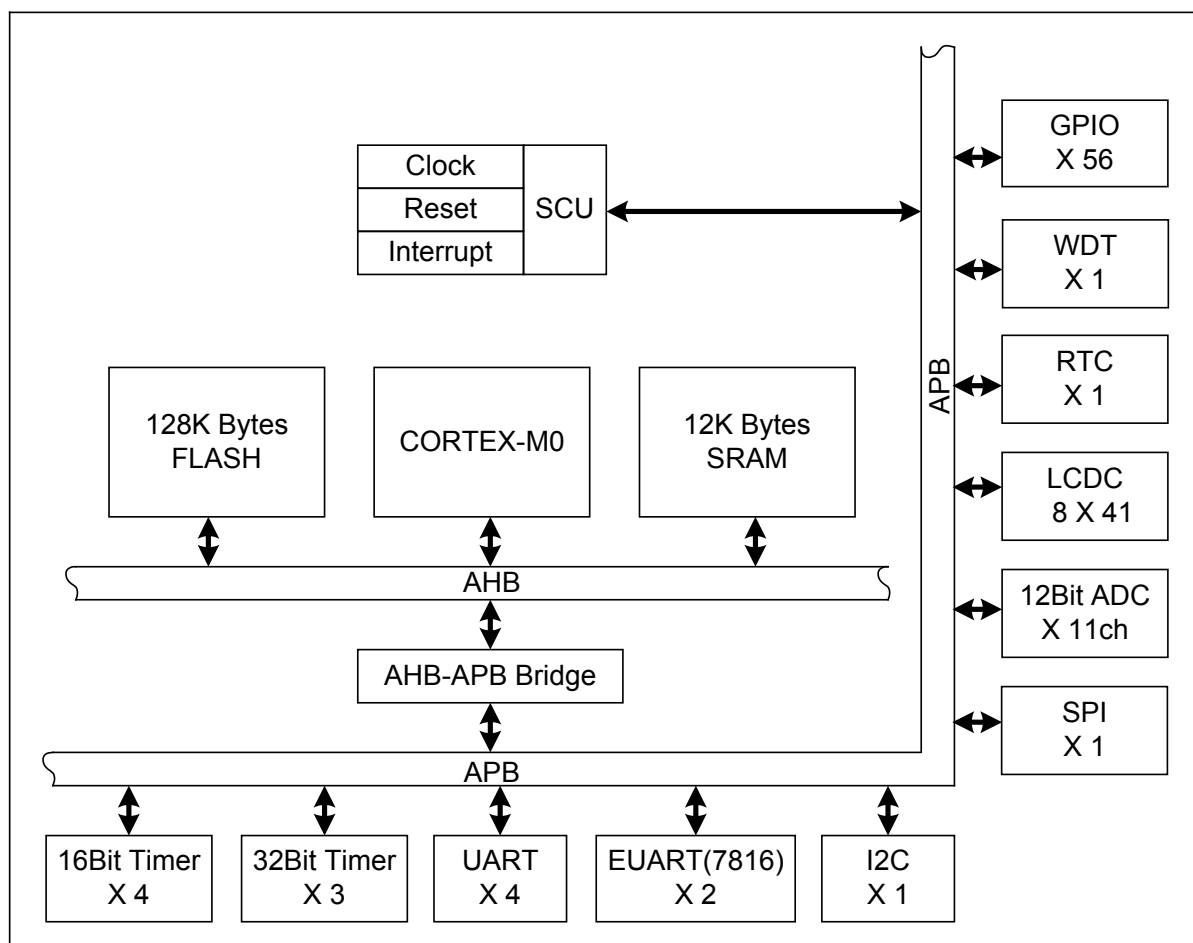 GPIO
X 56
Clock
Reset
Interrupt
SCU
WDT
X 1
APB
RTC
X 1
128K Bytes
FLASH
CORTEX-M0
12K Bytes
SRAM
LCDC
8 X 41
AHB
12Bit ADC
X 11ch
AHB-APB Bridge
SPI
X 1
APB
16Bit Timer
X 4
32Bit Timer
X 3
UART
X 4
EUART(7816)
X 2
I2C
X 1